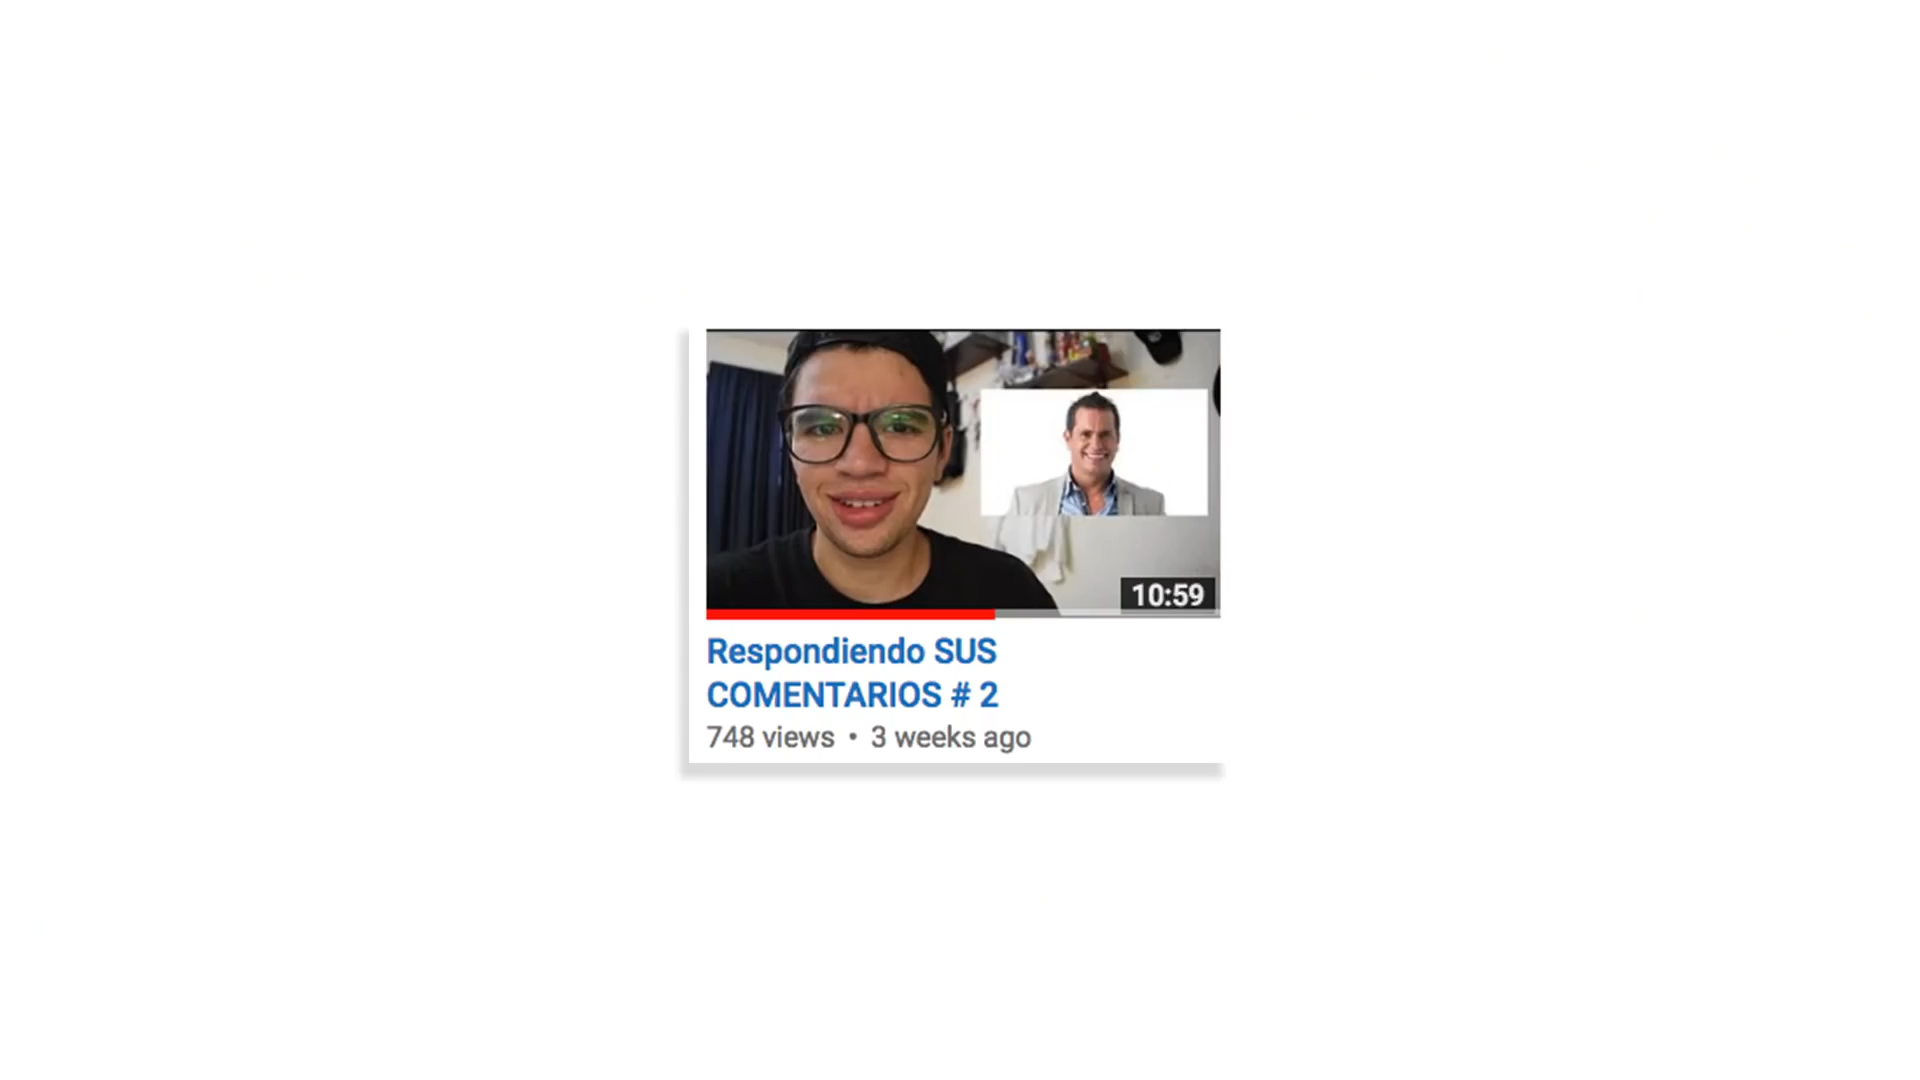 10:59
Respondiendo SUS
COMENTARIOS # 2
748 views • 3 weeks ago